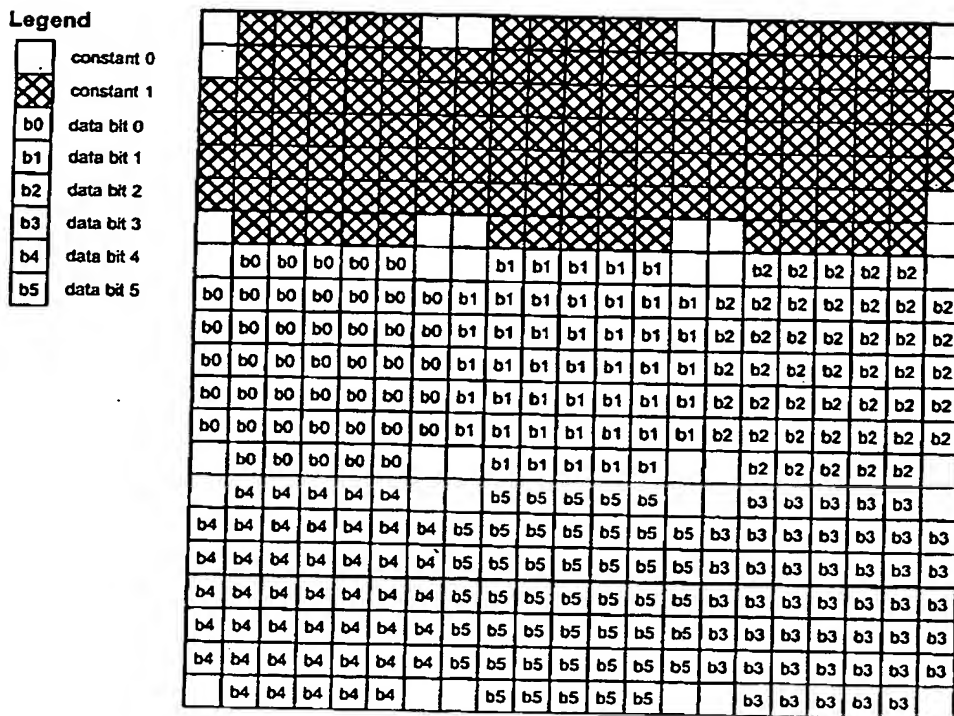 Legend
constant 0
constant 1
b0 data bit 0
b1 data bit 1
b2 data bit 2
b3 data bit 3
b4 data bit 4
b5 data bit 5
b0 b0 b0 b0 b0 b1 b1 b1 b1 b1 b2 b2 b2 b2 b2
b0 b0 b0 b0 b0 b0 b0 b1 b1 b1 b1 b1 b1 b1 b2 b2 b2 b2 b2 b2 b2
b0 b0 b0 b0 b0 b0 b0 b1 b1 b1 b1 b1 b1 b1 b2 b2 b2 b2 b2 b2 b2
b0 b0 b0 b0 b0 b0 b0 b1 b1 b1 b1 b1 b1 b1 b2 b2 b2 b2 b2 b2 b2
b0 b0 b0 b0 b0 b0 b0 b1 b1 b1 b1 b1 b1 b1 b2 b2 b2 b2 b2 b2 b2
b0 b0 b0 b0 b0 b0 b0 b1 b1 b1 b1 b1 b1 b1 b2 b2 b2 b2 b2 b2 b2
b0 b0 b0 b0 b0 b1 b1 b1 b1 b1 b2 b2 b2 b2 b2
b4 b4 b4 b4 b4 b5 b5 b5 b5 b5 b3 b3 b3 b3 b3
b4 b4 b4 b4 b4 b4 b4 b5 b5 b5 b5 b5 b5 b5 b3 b3 b3 b3 b3 b3 b3
b4 b4 b4 b4 b4 b4 b4 b5 b5 b5 b5 b5 b5 b5 b3 b3 b3 b3 b3 b3 b3
b4 b4 b4 b4 b4 b4 b4 b5 b5 b5 b5 b5 b5 b5 b3 b3 b3 b3 b3 b3 b3
b4 b4 b4 b4 b4 b4 b4 b5 b5 b5 b5 b5 b5 b5 b3 b3 b3 b3 b3 b3 b3
b4 b4 b4 b4 b4 b4 b4 b5 b5 b5 b5 b5 b5 b5 b3 b3 b3 b3 b3 b3 b3
b4 b4 b4 b4 b4 b5 b5 b5 b5 b5 b3 b3 b3 b3 b3